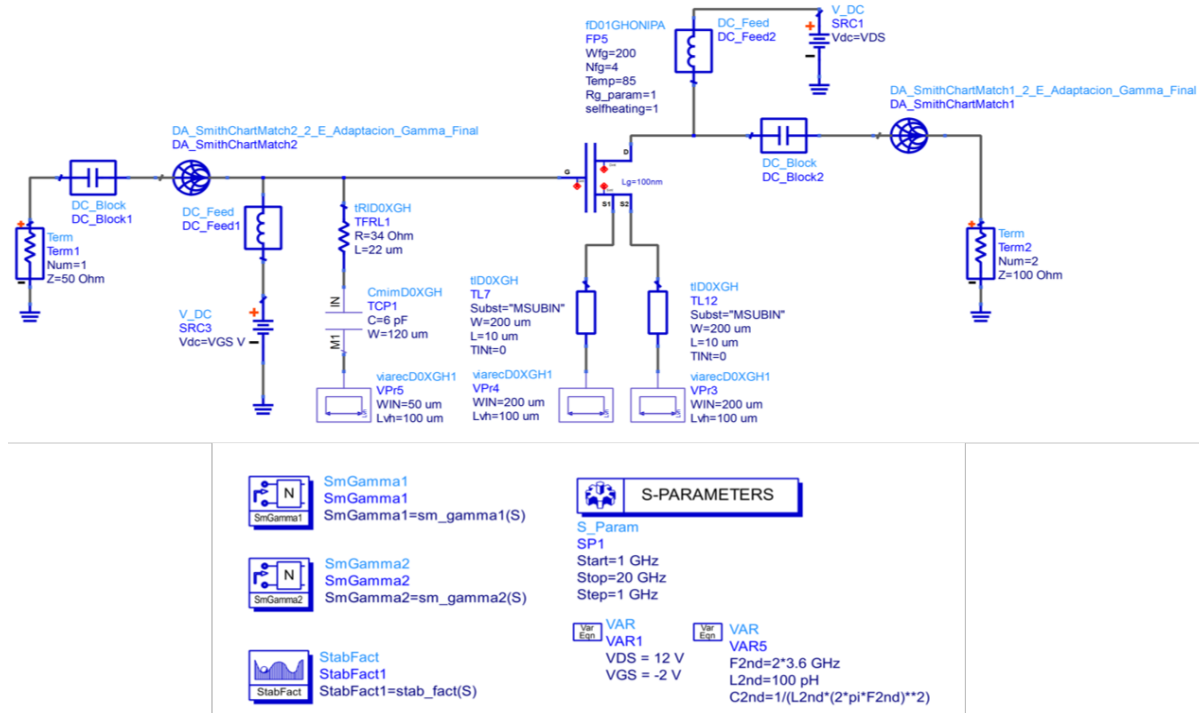 V_DC
SRC1
Vdc=VDS
fD01GHONIPA
FP5
Wfg=200
Nfg=4
Temp=85
Rg_param=1
selfheating=1
DC_Feed
DC_Feed2
DA_SmithChartMatch1_2_E_Adaptacion_Gamma_Final
DA_SmithChartMatch1
DA_SmithChartMatch2_2_E_Adaptacion_Gamma_Final
DA_SmithChartMatch2
DC_Block
DC_Block2
D
G
Lg=100nm
S1
S2
DC_Block
DC_Block1
DC_Feed
DC_Feed1
tRID0XGH
TFRL1
R=34 Ohm
L=22 um
Term
Term1
Num=1
Z=50 Ohm
Term
Term2
Num=2
Z=100 Ohm
V_DC
SRC3
Vdc=VGS V
IN
M1
CmimD0XGH
TCP1
C=6 pF
W=120 um
tlD0XGH
TL7
Subst="MSUBIN"
W=200 um
L=10 um
TINt=0
tlD0XGH
TL12
Subst="MSUBIN"
W=200 um
L=10 um
TINt=0
viarecD0XGH1
VPr5
WIN=50 um
Lvh=100 um
viarecD0XGH1
VPr4
WIN=200 um
Lvh=100 um
viarecD0XGH1
VPr3
WIN=200 um
Lvh=100 um
N
SmGamma1
SmGamma1
SmGamma1
SmGamma1=sm_gamma1(S)
N
SmGamma2
SmGamma2
SmGamma2
SmGamma2=sm_gamma2(S)
StabFact
StabFact
StabFact1
StabFact1=stab_fact(S)
S-PARAMETERS
S_Param
SP1
Start=1 GHz
Stop=20 GHz
Step=1 GHz
Var
Eqn
VAR
VAR1
VDS = 12 V
VGS = -2 V
Var
Eqn
VAR
VAR5
F2nd=2*3.6 GHz
L2nd=100 pH
C2nd=1/(L2nd*(2*pi*F2nd)**2)